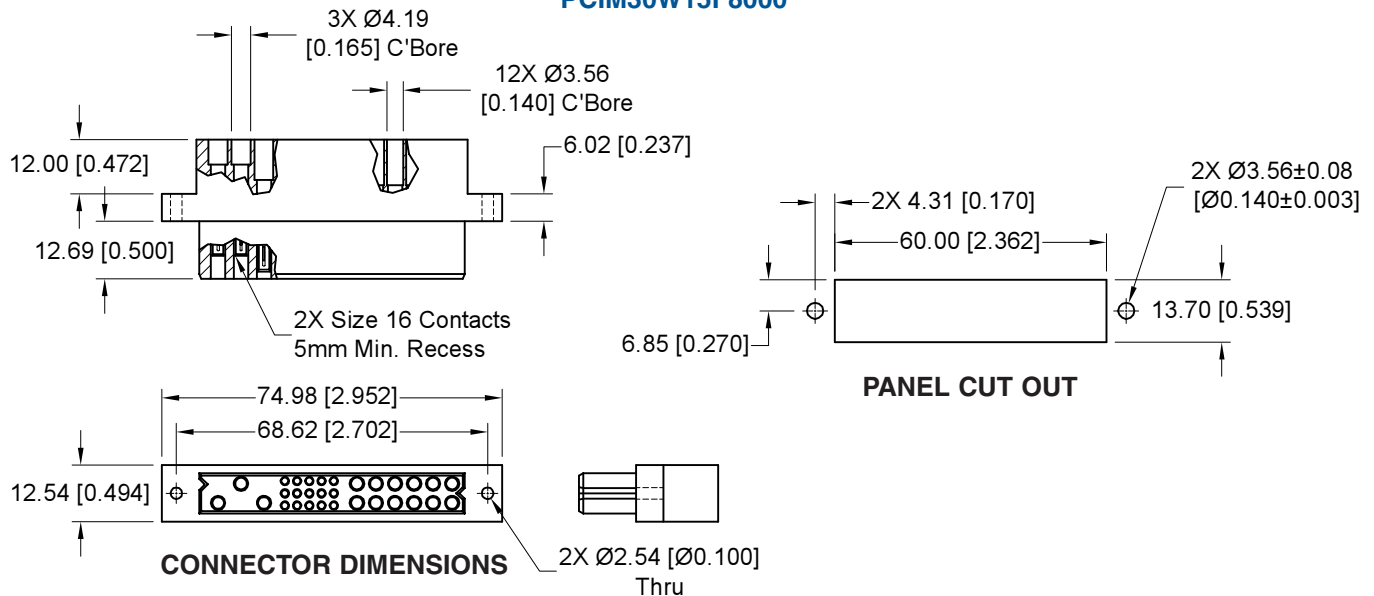 PCIM30W15F8000
3X Ø4.19
[0.165] C'Bore
12X Ø3.56
[0.140] C'Bore
6.02 [0.237]
12.00 [0.472]
12.69 [0.500]
2X Size 16 Contacts
5mm Min. Recess
2X Ø3.56±0.08
[Ø0.140±0.003]
2X 4.31 [0.170]
60.00 [2.362]
13.70 [0.539]
6.85 [0.270]
PANEL CUT OUT
74.98 [2.952]
68.62 [2.702]
12.54 [0.494]
CONNECTOR DIMENSIONS
2X Ø2.54 [Ø0.100]
Thru